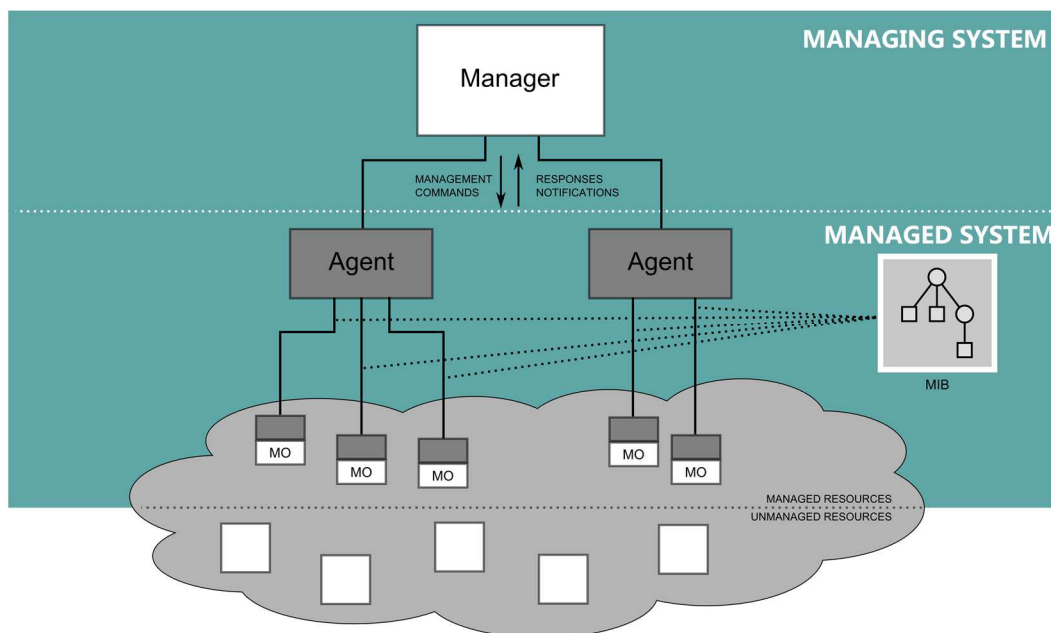 MANAGING SYSTEM
Manager
MANAGEMENT
COMMANDS
RESPONSES
NOTIFICATIONS
MANAGED SYSTEM
Agent
Agent
MIB
MO
MO
MO
MO
MO
MANAGED RESOURCES
UNMANAGED RESOURCES